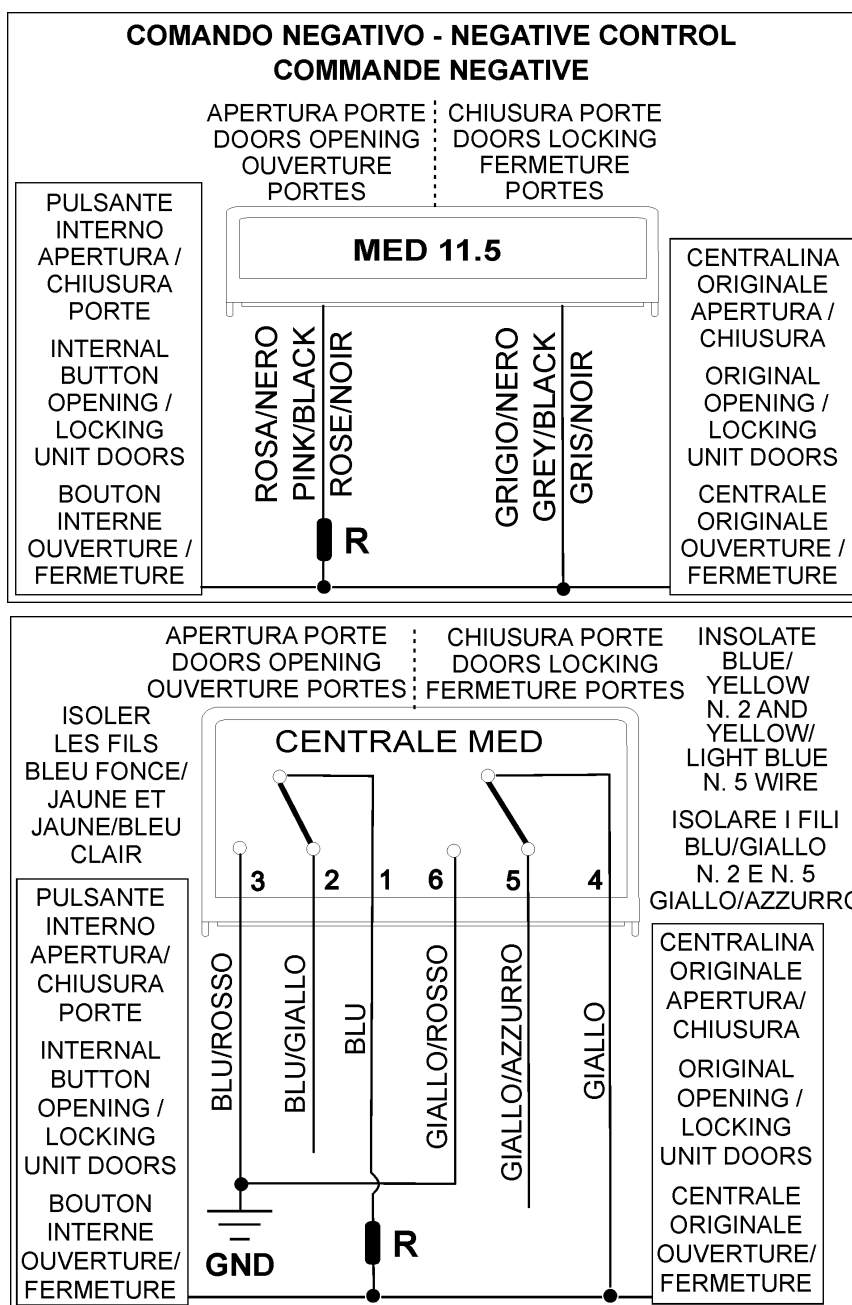 COMANDO NEGATIVO - NEGATIVE CONTROL
COMMANDE NEGATIVE
APERTURA PORTE
DOORS OPENING
OUVERTURE
PORTES
CHIUSURA PORTE
DOORS LOCKING
FERMETURE
PORTES
PULSANTE
INTERNO
APERTURA /
CHIUSURA
PORTE
INTERNAL
BUTTON
OPENING /
LOCKING
UNIT DOORS
BOUTON
INTERNE
OUVERTURE /
FERMETURE
MED 11.5
ROSA/NERO
PINK/BLACK
ROSE/NOIR
R
GRIGIO/NERO
GREY/BLACK
GRIS/NOIR
CENTRALINA
ORIGINALE
APERTURA /
CHIUSURA
ORIGINAL
OPENING /
LOCKING
UNIT DOORS
CENTRALE
ORIGINALE
OUVERTURE /
FERMETURE
APERTURA PORTE
DOORS OPENING
OUVERTURE PORTES
CHIUSURA PORTE
DOORS LOCKING
FERMETURE PORTES
INSOLATE
BLUE/
YELLOW
N. 2 AND
YELLOW/
LIGHT BLUE
N. 5 WIRE
ISOLARE I FILI
BLU/GIALLO
N. 2 E N. 5
GIALLO/AZZURRO
ISOLER
LES FILS
BLEU FONCE/
JAUNE ET
JAUNE/BLEU
CLAIR
CENTRALE MED
3 2 1 6 5 4
PULSANTE
INTERNO
APERTURA/
CHIUSURA
PORTE
INTERNAL
BUTTON
OPENING /
LOCKING
UNIT DOORS
BOUTON
INTERNE
OUVERTURE/
FERMETURE
BLU/ROSSO
BLU/GIALLO
BLU
GIALLO/ROSSO
GIALLO/AZZURRO
GIALLO
GND
R
CENTRALINA
ORIGINALE
APERTURA/
CHIUSURA
ORIGINAL
OPENING /
LOCKING
UNIT DOORS
CENTRALE
ORIGINALE
OUVERTURE/
FERMETURE